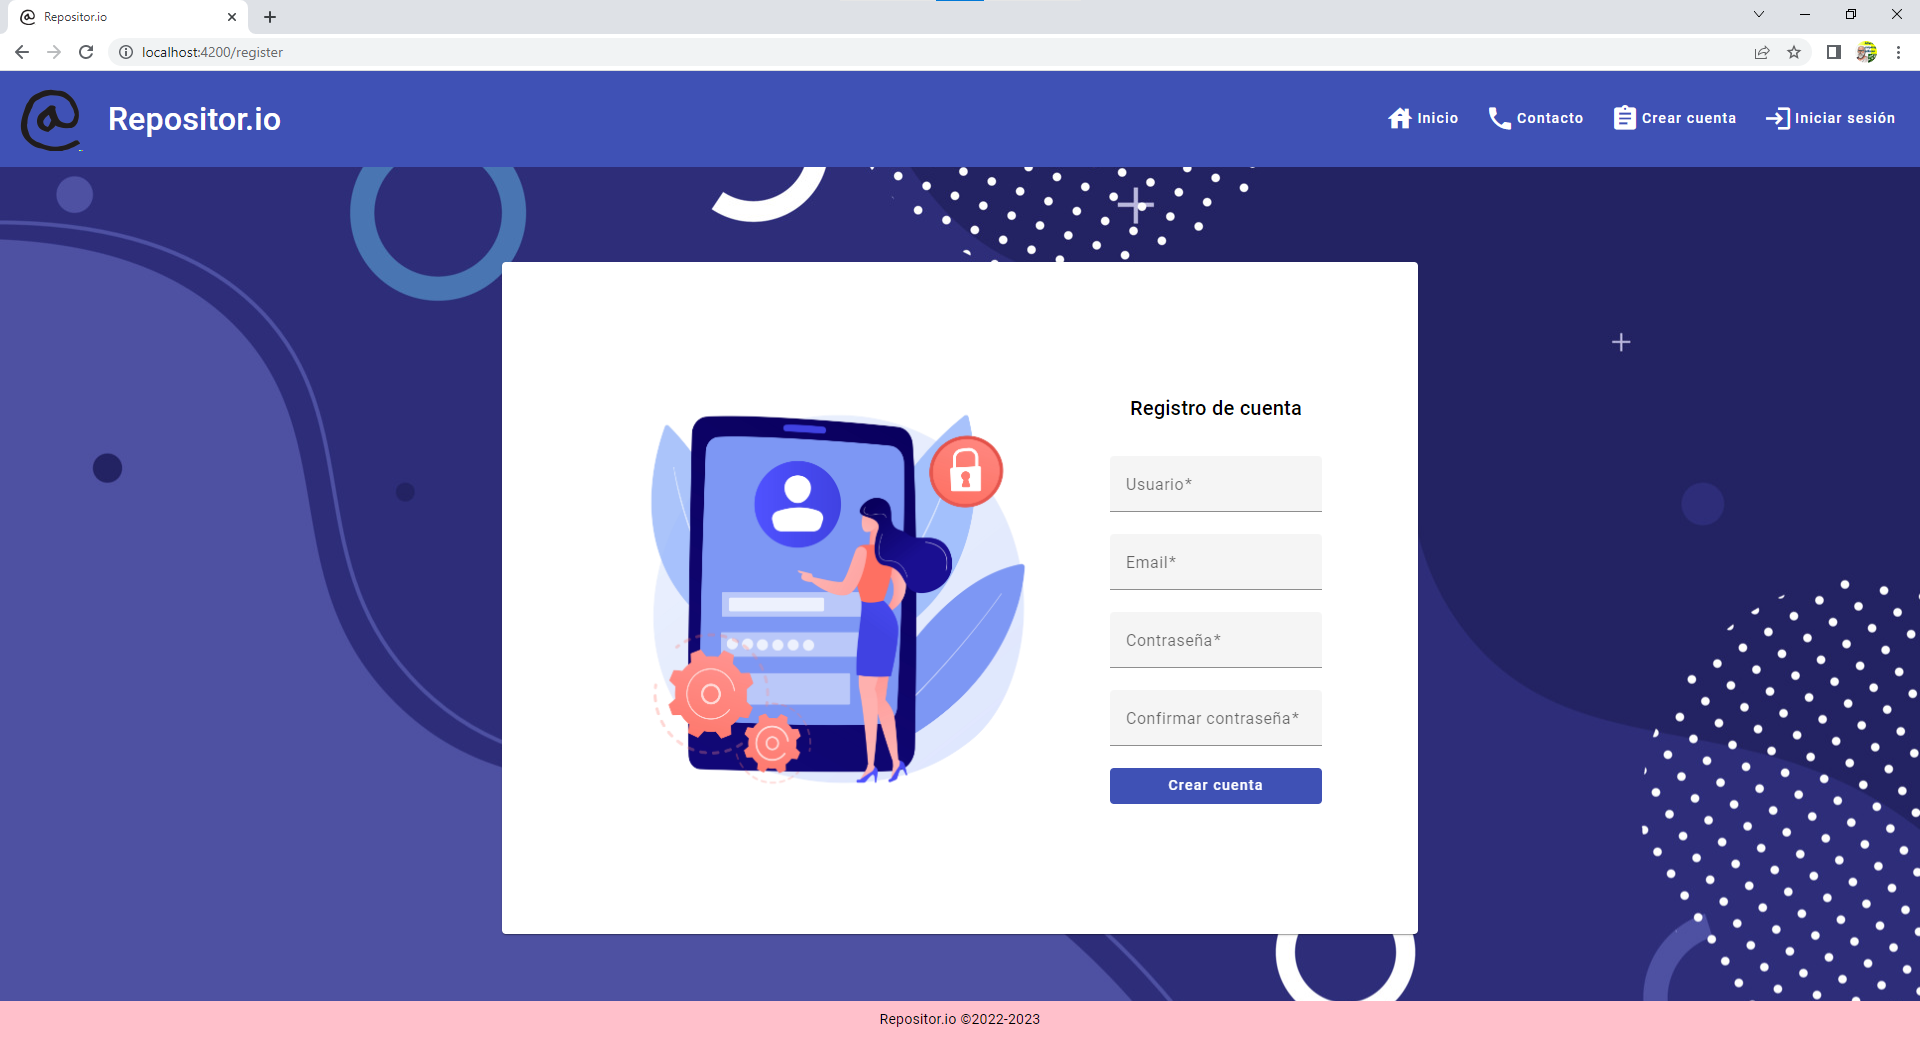 Repositor.io
localhost:4200/register
Repositor.io
Inicio
Contacto
Crear cuenta
Iniciar sesión
Registro de cuenta
Usuario*
Email*
Contraseña*
Confirmar contraseña*
Crear cuenta
Repositor.io ©2022-2023